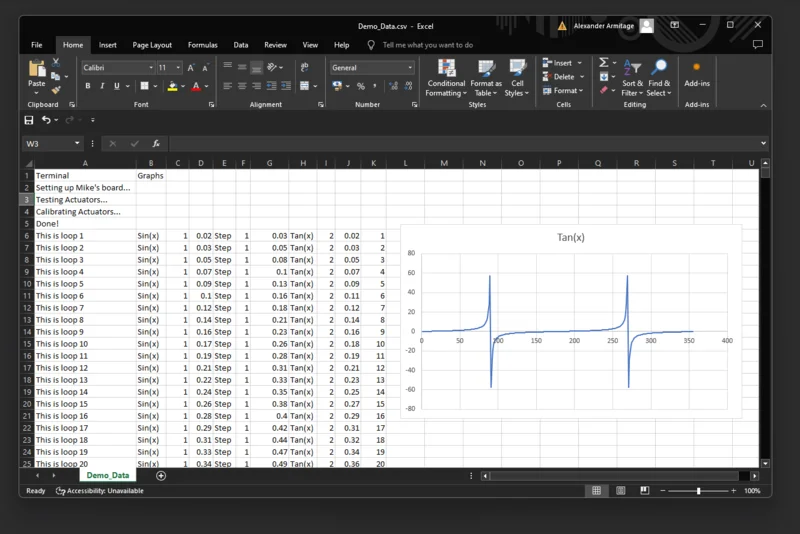 Demo_Data.csv - Excel
Alexander Armitage
File Home Insert Page Layout Formulas Data Review View Help Tell me what you want to do
Paste
Clipboard
Calibri 11
B I U
Font
Alignment
General
Number
Conditional Formatting
Format as Table
Cell Styles
Styles
Insert
Delete
Format
Cells
Sort & Filter
Find & Select
Editing
Add-ins
Add-ins
W3
fx
A B C D E F G H I J K L M N O P Q R S T U
1 Terminal Graphs
2 Setting up Mike's board...
3 Testing Actuators...
4 Calibrating Actuators...
5 Done!
6 This is loop 1 Sin(x) 1 0.02 Step 1 0.03 Tan(x) 2 0.02 1
7 This is loop 2 Sin(x) 1 0.03 Step 1 0.05 Tan(x) 2 0.03 2
8 This is loop 3 Sin(x) 1 0.05 Step 1 0.08 Tan(x) 2 0.05 3
9 This is loop 4 Sin(x) 1 0.07 Step 1 0.1 Tan(x) 2 0.07 4
10 This is loop 5 Sin(x) 1 0.09 Step 1 0.13 Tan(x) 2 0.09 5
11 This is loop 6 Sin(x) 1 0.1 Step 1 0.16 Tan(x) 2 0.11 6
12 This is loop 7 Sin(x) 1 0.12 Step 1 0.18 Tan(x) 2 0.12 7
13 This is loop 8 Sin(x) 1 0.14 Step 1 0.21 Tan(x) 2 0.14 8
14 This is loop 9 Sin(x) 1 0.16 Step 1 0.23 Tan(x) 2 0.16 9
15 This is loop 10 Sin(x) 1 0.17 Step 1 0.26 Tan(x) 2 0.18 10
16 This is loop 11 Sin(x) 1 0.19 Step 1 0.28 Tan(x) 2 0.19 11
17 This is loop 12 Sin(x) 1 0.21 Step 1 0.31 Tan(x) 2 0.21 12
18 This is loop 13 Sin(x) 1 0.22 Step 1 0.33 Tan(x) 2 0.23 13
19 This is loop 14 Sin(x) 1 0.24 Step 1 0.35 Tan(x) 2 0.25 14
20 This is loop 15 Sin(x) 1 0.26 Step 1 0.38 Tan(x) 2 0.27 15
21 This is loop 16 Sin(x) 1 0.28 Step 1 0.4 Tan(x) 2 0.29 16
22 This is loop 17 Sin(x) 1 0.29 Step 1 0.42 Tan(x) 2 0.31 17
23 This is loop 18 Sin(x) 1 0.31 Step 1 0.44 Tan(x) 2 0.32 18
24 This is loop 19 Sin(x) 1 0.33 Step 1 0.47 Tan(x) 2 0.34 19
25 This is loop 20 Sin(x) 1 0.34 Step 1 0.49 Tan(x) 2 0.36 20
Tan(x)
80
60
40
20
0
-20
-40
-60
-80
0 50 100 150 200 250 300 350 400
Demo_Data
Ready Accessibility: Unavailable
100%